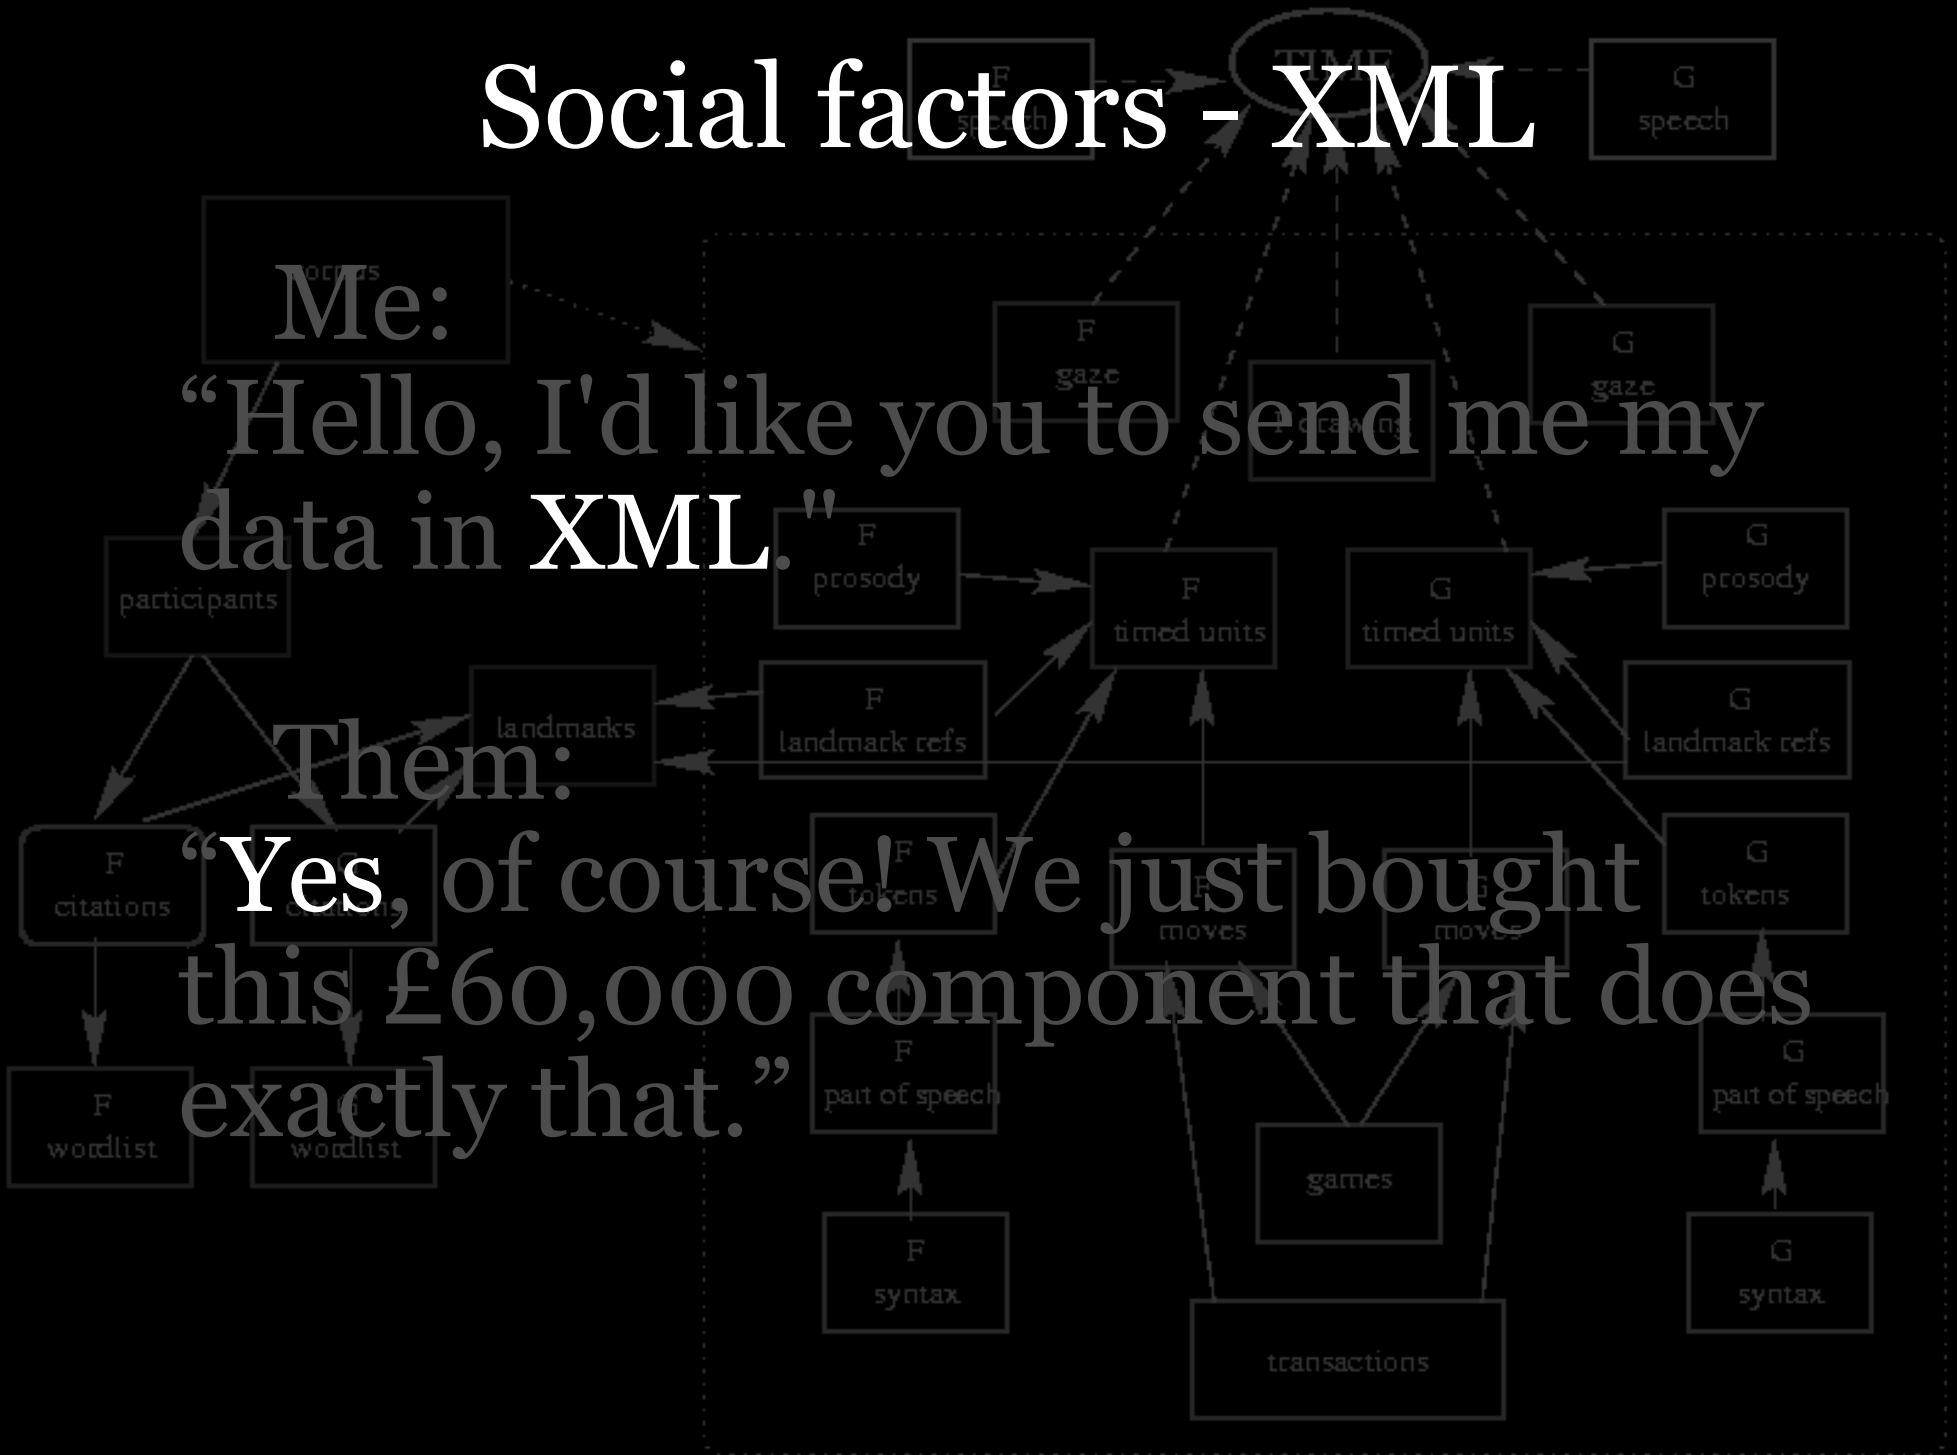 Social factors - XML
Me:
“Hello, I'd like you to send me my
data in XML."
Them:
“Yes, of course! We just bought
this £60,000 component that does
exactly that.”
TIME
F
speech
G
speech
corpus
F
gaze
F drawing
G
gaze
participants
F
prosody
F
timed units
G
timed units
G
prosody
landmarks
F
landmark refs
G
landmark refs
F
citations
G
citations
F
tokens
F
moves
G
moves
G
tokens
F
wordlist
G
wordlist
F
part of speech
G
part of speech
games
F
syntax
G
syntax
transactions